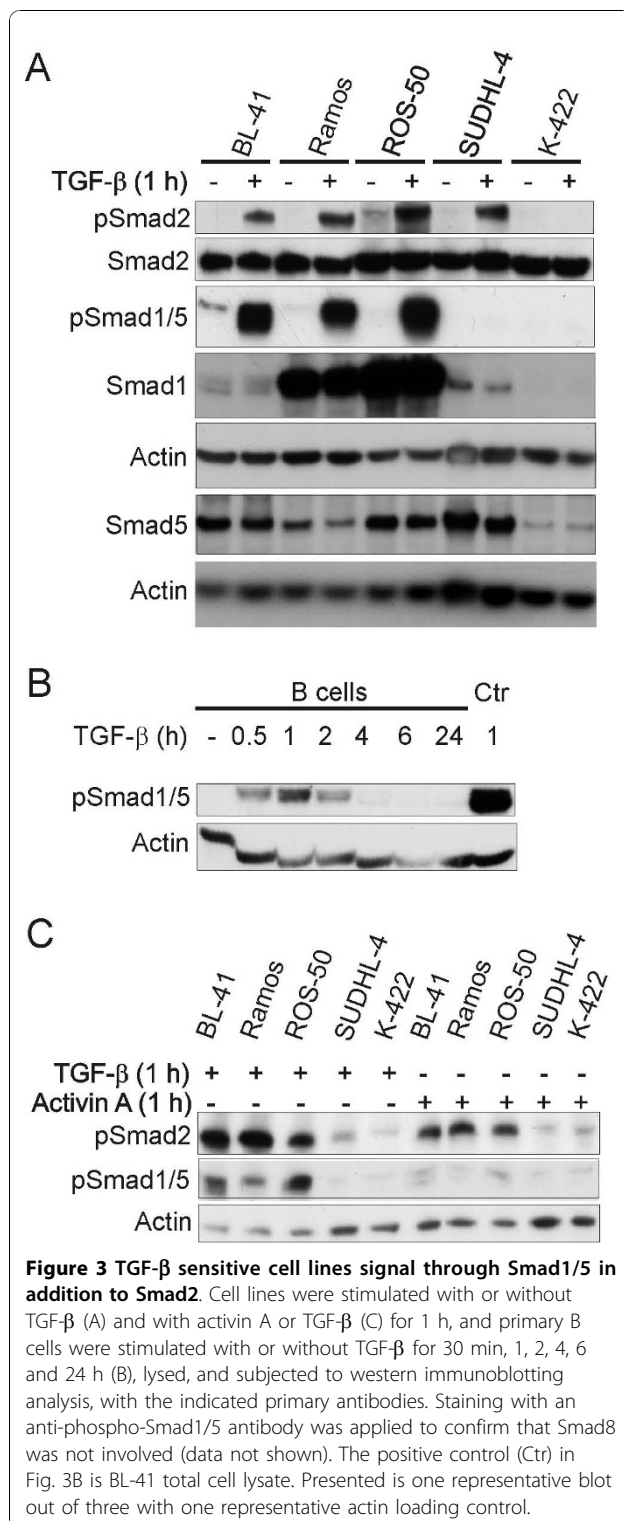 A
BL-41 Ramos ROS-50 SUDHL-4 K-422
TGF-β (1 h) - + - + - + - + - +
pSmad2
Smad2
pSmad1/5
Smad1
Actin
Smad5
Actin
B
B cells Ctr
TGF-β (h) - 0.5 1 2 4 6 24 1
pSmad1/5
Actin
C
BL-41 Ramos ROS-50 SUDHL-4 K-422 BL-41 Ramos ROS-50 SUDHL-4 K-422
TGF-β (1 h) + + + + + - - - - -
Activin A (1 h) - - - - - + + + + +
pSmad2
pSmad1/5
Actin
Figure 3 TGF-β sensitive cell lines signal through Smad1/5 in
addition to Smad2. Cell lines were stimulated with or without
TGF-β (A) and with activin A or TGF-β (C) for 1 h, and primary B
cells were stimulated with or without TGF-β for 30 min, 1, 2, 4, 6
and 24 h (B), lysed, and subjected to western immunoblotting
analysis, with the indicated primary antibodies. Staining with an
anti-phospho-Smad1/5 antibody was applied to confirm that Smad8
was not involved (data not shown). The positive control (Ctr) in
Fig. 3B is BL-41 total cell lysate. Presented is one representative blot
out of three with one representative actin loading control.